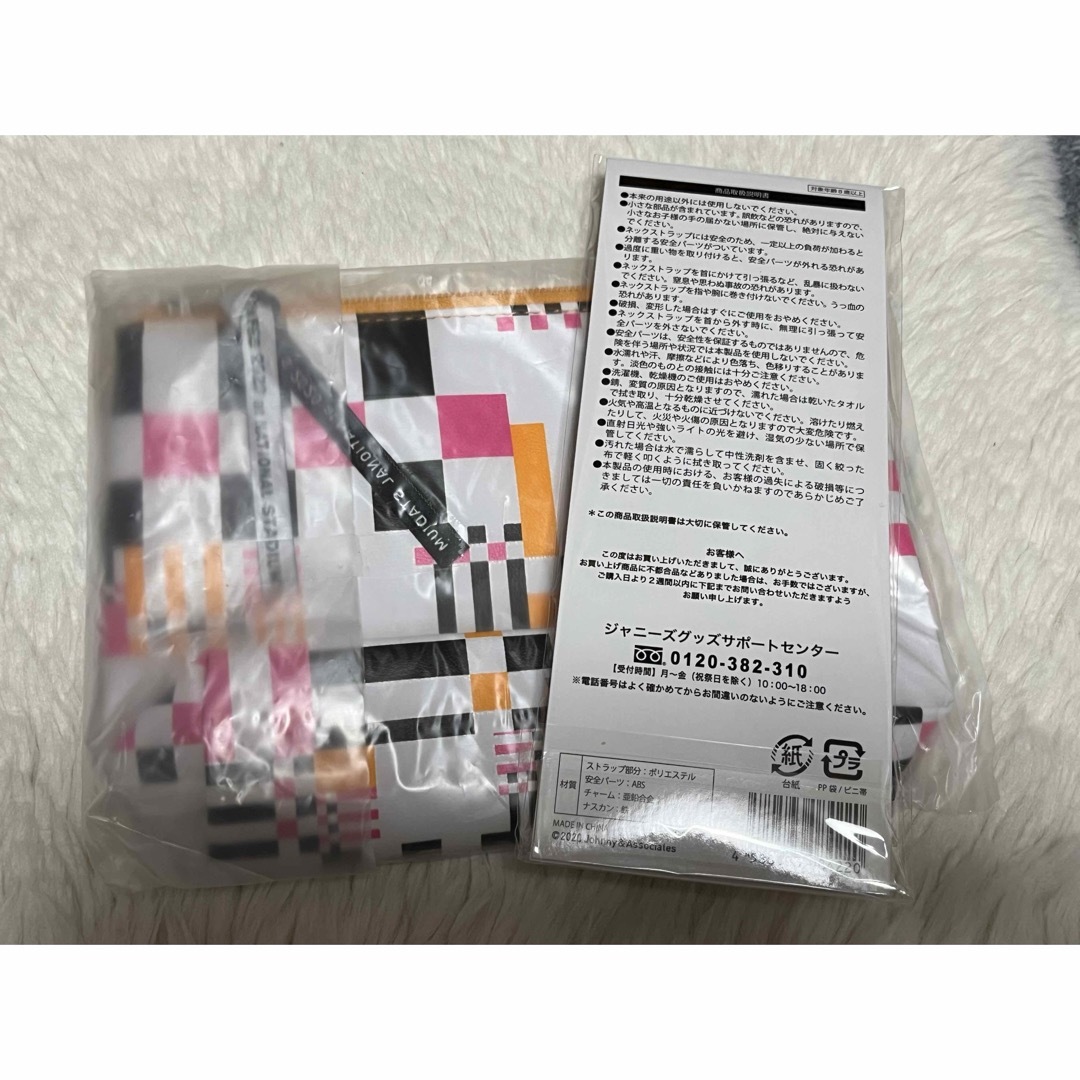 商品取扱説明書
対象年齢8歳以上
●本来の用途以外には使用しないでください。
●小さな部品が含まれています。誤飲などの恐れがありますので、
小さなお子様の手の届かない場所に保管し、絶対に与えない
でください。
●ネックストラップには安全のため、一定以上の負荷が加わると
分離する安全パーツがついています。
●過度に重い物を取り付けると、安全パーツが外れる恐れがあ
ります。
●ネックストラップを首にかけて引っ張るなど、乱暴に扱わない
でください。窒息や思わぬ事故の恐れがあります。
●ネックストラップを指や腕に巻き付けないでください。うっ血の
恐れがあります。
●破損、変形した場合はすぐにご使用をおやめください。
●ネックストラップを首から外す時に、無理に引っ張って安
全パーツを外さないでください。
●安全パーツは、安全性を保証するものではありませんので、危
険を伴う場所や状況では本製品を使用しないでください。
●水濡れや汗、摩擦などにより色落ち、色移りすることがありま
す。淡色のものとの接触には十分ご注意ください。
●洗濯機、乾燥機のご使用はおやめください。
●錆、変質の原因となりますので、濡れた場合は乾いたタオル
で拭き取り、十分乾燥させてください。
●火気や高温となるものに近づけないでください。溶けたり燃え
たりして、火災や火傷の原因となりますので大変危険です。
●直射日光や強いライトの光を避け、湿気の少ない場所で保
管してください。
●汚れた場合は水で濡らして中性洗剤を含ませ、固く絞った
布で軽く叩くように拭き取ってください。
●本製品の使用時における、お客様の過失による破損等につ
きましては一切の責任を負いかねますのであらかじめご了
承ください。
＊この商品取扱説明書は大切に保管してください。
お客様へ
この度はお買い上げいただきまして、誠にありがとうございます。
お買い上げ商品に不都合品などありました場合は、お手数ではございますが、
ご購入日より2週間以内に下記までお問い合わせいただきますよう
お願い申し上げます。
ジャニーズグッズサポートセンター
0120-382-310
【受付時間】月～金（祝祭日を除く）10：00～18：00
※電話番号はよく確かめてからお間違いのないようにご注意ください。
紙
台紙
プラ
PP袋/ビニ帯
材質
ストラップ部分：ポリエステル
安全パーツ：ABS
チャーム：亜鉛合金
ナスカン：鉄
MADE IN CHINA
©2020 Johnny&Associates
NATIONAL STADIUM